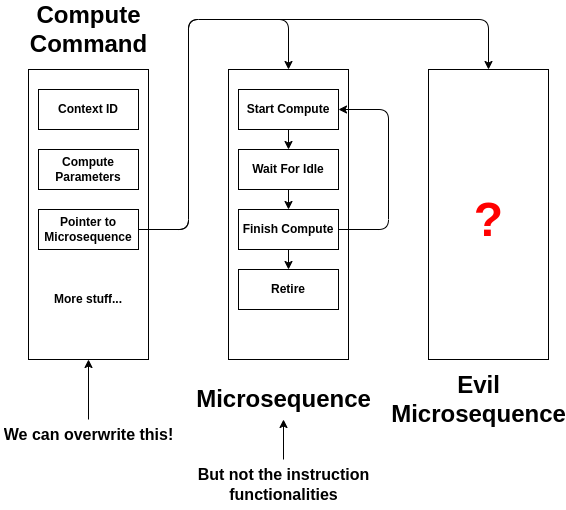 Compute
Command
Context ID
Compute
Parameters
Pointer to
Microsequence
More stuff...
We can overwrite this!
Start Compute
Wait For Idle
Finish Compute
Retire
Microsequence
But not the instruction
functionalities
?
Evil
Microsequence